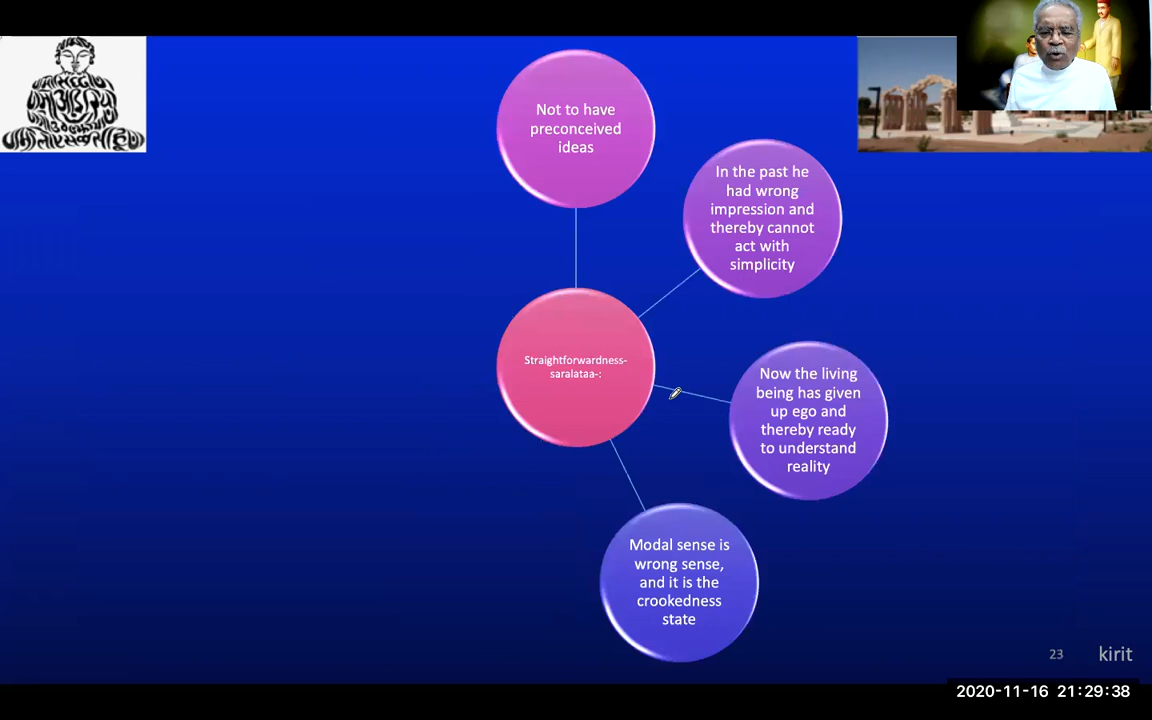 Not to have
preconceived
ideas
In the past he
had wrong
impression and
thereby cannot
act with
simplicity
Straightforwardness-
saralataa-:
Now the living
being has given
up ego and
thereby ready
to understand
reality
Modal sense is
wrong sense,
and it is the
crookedness
state
23
kirit
2020-11-16 21:29:38